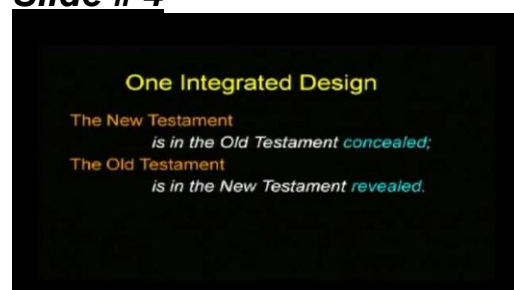 Slide # 4
One Integrated Design
The New Testament
is in the Old Testament concealed;
The Old Testament
is in the New Testament revealed.